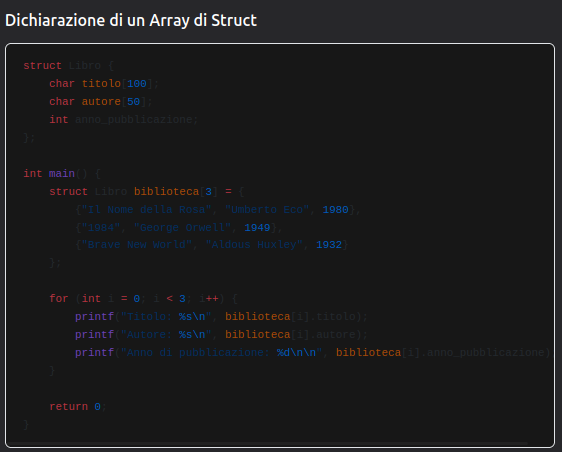 Dichiarazione di un Array di Struct
struct Libro {
    char titolo[100];
    char autore[50];
    int anno_pubblicazione;
};

int main() {
    struct Libro biblioteca[3] = {
        {"Il Nome della Rosa", "Umberto Eco", 1980},
        {"1984", "George Orwell", 1949},
        {"Brave New World", "Aldous Huxley", 1932}
    };

    for (int i = 0; i < 3; i++) {
        printf("Titolo: %s\n", biblioteca[i].titolo);
        printf("Autore: %s\n", biblioteca[i].autore);
        printf("Anno di pubblicazione: %d\n\n", biblioteca[i].anno_pubblicazione)
    }

    return 0;
}